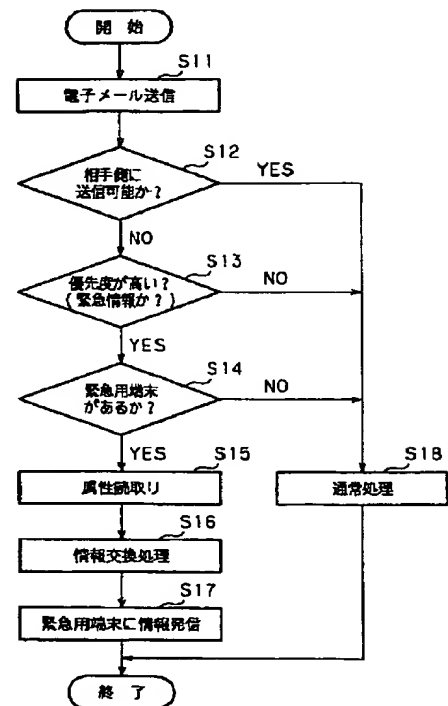 開 始
S11
電子メール送信
S12
相手側に
送信可能か?
YES
NO
S13
優先度が高い?
(緊急情報か?)
NO
YES
S14
緊急用端末
があるか?
NO
YES
S15
属性読取り
S18
通常処理
S16
情報交換処理
S17
緊急用端末に情報発信
終 了